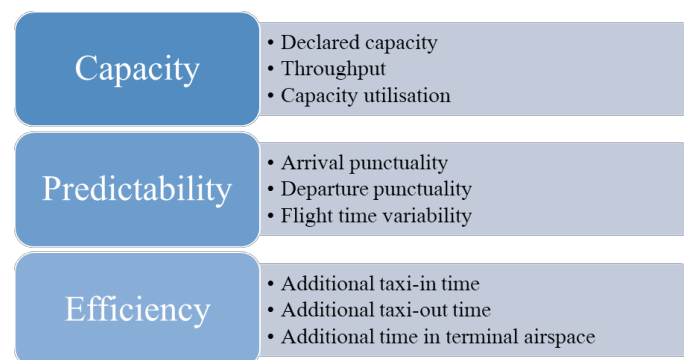 Capacity
• Declared capacity
• Throughput
• Capacity utilisation
Predictability
• Arrival punctuality
• Departure punctuality
• Flight time variability
Efficiency
• Additional taxi-in time
• Additional taxi-out time
• Additional time in terminal airspace